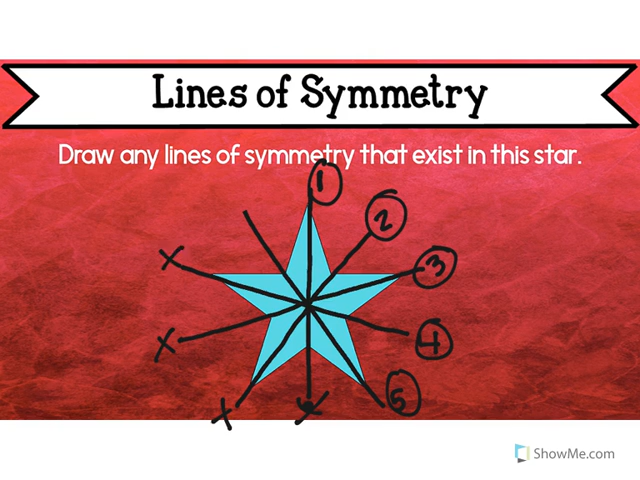 Lines of Symmetry
Draw any lines of symmetry that exist in this star.
1
2
3
X
4
X
5
X
X
ShowMe.com